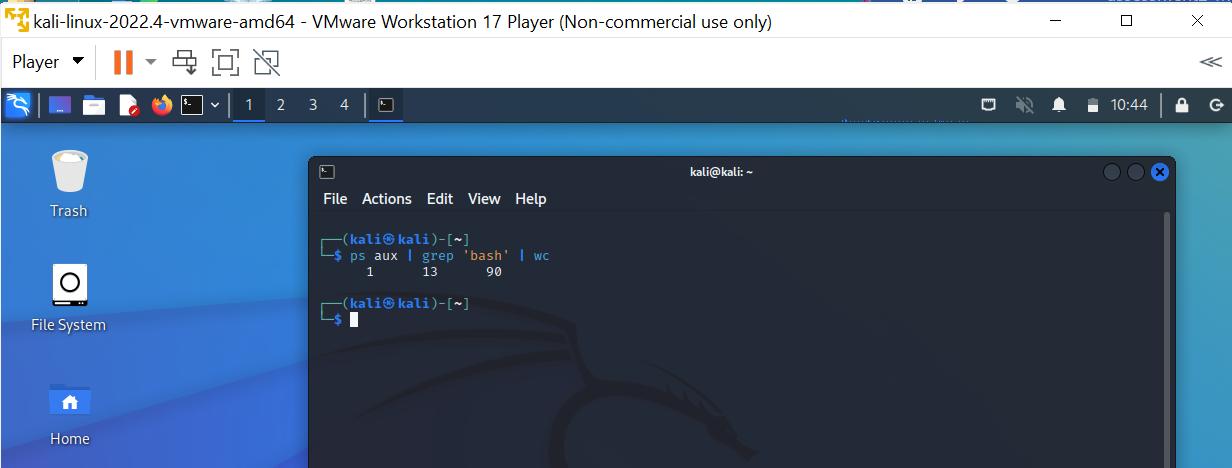 kali-linux-2022.4-vmware-amd64 - VMware Workstation 17 Player (Non-commercial use only)
Player
1 2 3 4 10:44
Trash
File System
Home
kali@kali: ~
File Actions Edit View Help
┌──(kali㉿kali)-[~]
└─$ ps aux | grep 'bash' | wc
1 13 90
┌──(kali㉿kali)-[~]
└─$